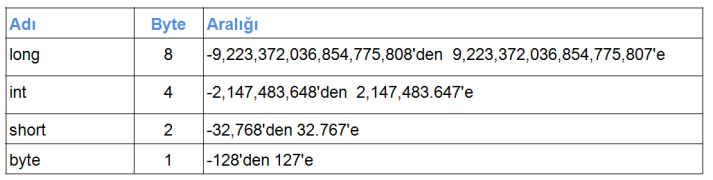 Adı Byte Aralığı
long 8 -9,223,372,036,854,775,808'den 9,223,372,036,854,775,807'e
int 4 -2,147,483,648'den 2,147,483.647'e
short 2 -32,768'den 32.767'e
byte 1 -128'den 127'e